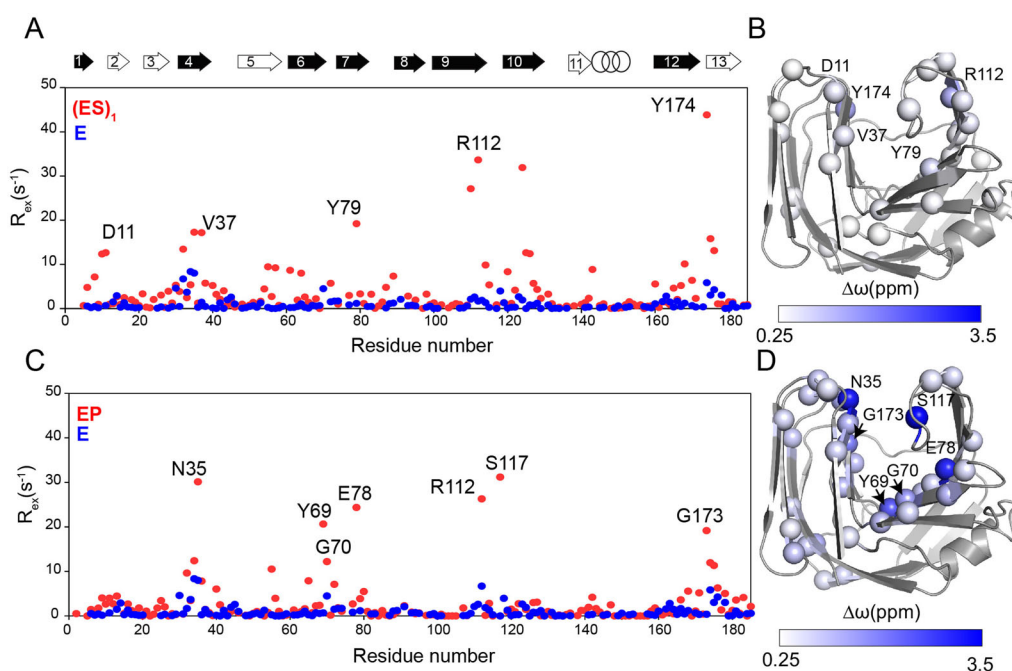 A
1 2 3 4 5 6 7 8 9 10 11 12 13
50
40
30
20
10
0
R_ex(s⁻¹)
(ES)₁
E
D11
V37
Y79
R112
Y174
0 20 40 60 80 100 120 140 160 180
Residue number
B
D11
Y174
V37
Y79
R112
Δω(ppm)
0.25 3.5
C
50
40
30
20
10
0
R_ex(s⁻¹)
EP
E
N35
Y69
G70
E78
R112
S117
G173
0 20 40 60 80 100 120 140 160 180
Residue number
D
N35
G173
S117
E78
Y69
G70
Δω(ppm)
0.25 3.5